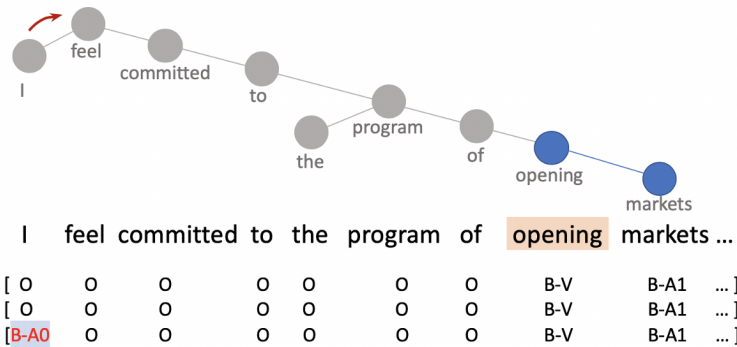 feel
I
committed
to
program
the
of
opening
markets
I feel committed to the program of opening markets ...
[ O O O O O O O B-V B-A1 ... ]
[ O O O O O O O B-V B-A1 ... ]
[B-A0 O O O O O O B-V B-A1 ... ]